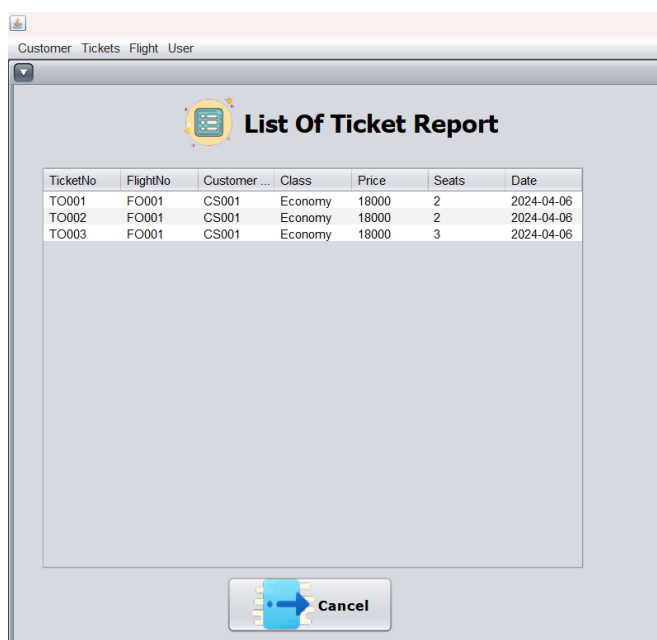 Customer Tickets Flight User
List Of Ticket Report
TicketNo FlightNo Customer ... Class Price Seats Date
TO001 FO001 CS001 Economy 18000 2 2024-04-06
TO002 FO001 CS001 Economy 18000 2 2024-04-06
TO003 FO001 CS001 Economy 18000 3 2024-04-06
Cancel